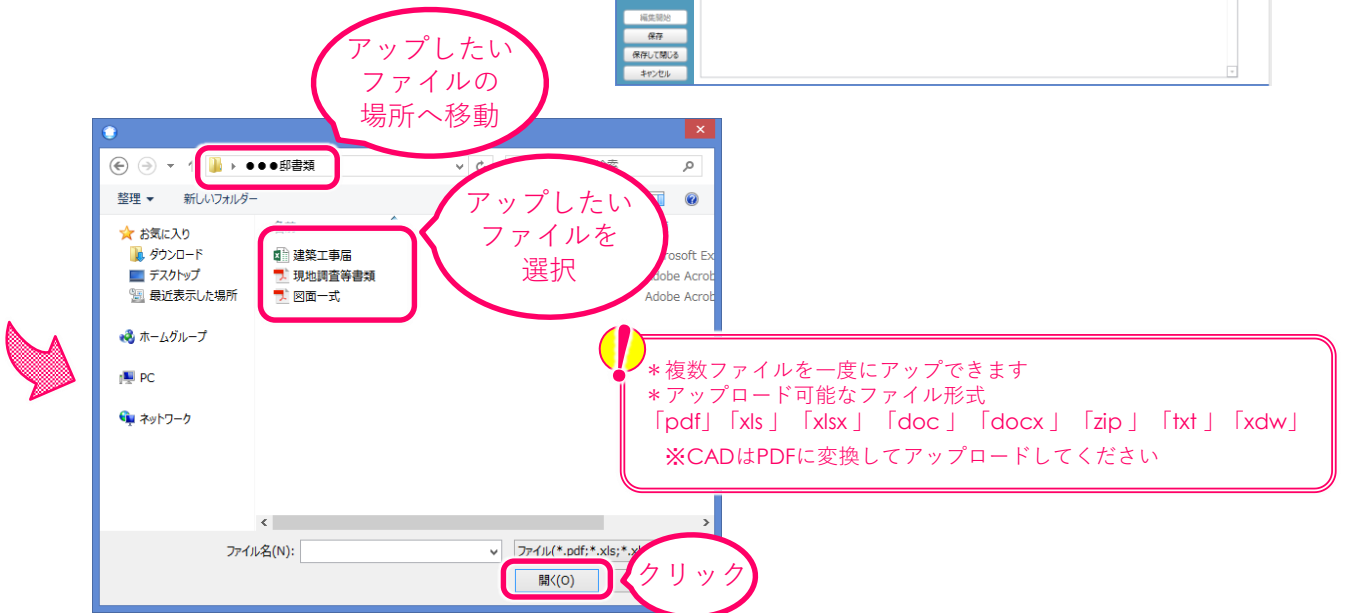 編集開始
保存
保存して閉じる
キャンセル
アップしたい
ファイルの
場所へ移動
●●●邸書類
整理
新しいフォルダー
アップしたい
ファイルを
選択
お気に入り
ダウンロード
デスクトップ
最近表示した場所
ホームグループ
PC
ネットワーク
建築工事届
現地調査等書類
図面一式
rosoft Ex
dobe Acrob
Adobe Acrob
*複数ファイルを一度にアップできます
*アップロード可能なファイル形式
「pdf」「xls」「xlsx」「doc」「docx」「zip」「txt」「xdw」
※CADはPDFに変換してアップロードしてください
ファイル名(N):
ファイル(*.pdf;*.xls;*.xl
開く(O)
クリック